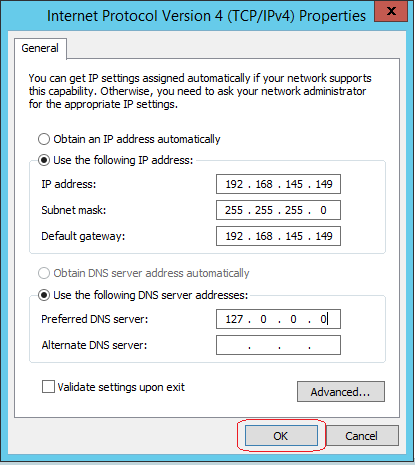 Internet Protocol Version 4 (TCP/IPv4) Properties
X
General
You can get IP settings assigned automatically if your network supports
this capability. Otherwise, you need to ask your network administrator
for the appropriate IP settings.
Obtain an IP address automatically
Use the following IP address:
IP address: 192 . 168 . 145 . 149
Subnet mask: 255 . 255 . 255 . 0
Default gateway: 192 . 168 . 145 . 149
Obtain DNS server address automatically
Use the following DNS server addresses:
Preferred DNS server: 127 . 0 . 0 . 0
Alternate DNS server: . . .
Validate settings upon exit
Advanced...
OK Cancel